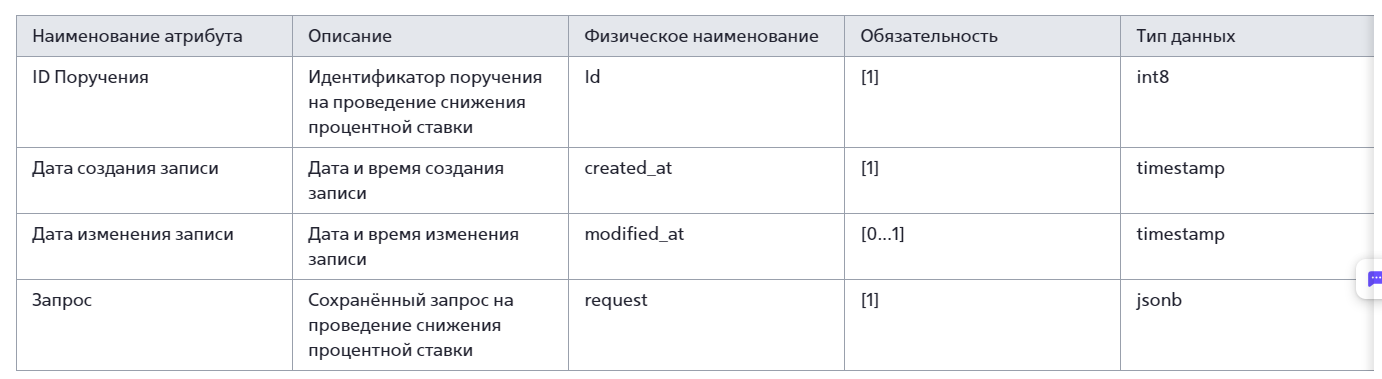 Наименование атрибута Описание Физическое наименование Обязательность Тип данных
ID Поручения Идентификатор поручения Id [1] int8
на проведение снижения
процентной ставки
Дата создания записи Дата и время создания created_at [1] timestamp
записи
Дата изменения записи Дата и время изменения modified_at [0...1] timestamp
записи
Запрос Сохранённый запрос на request [1] jsonb
проведение снижения
процентной ставки